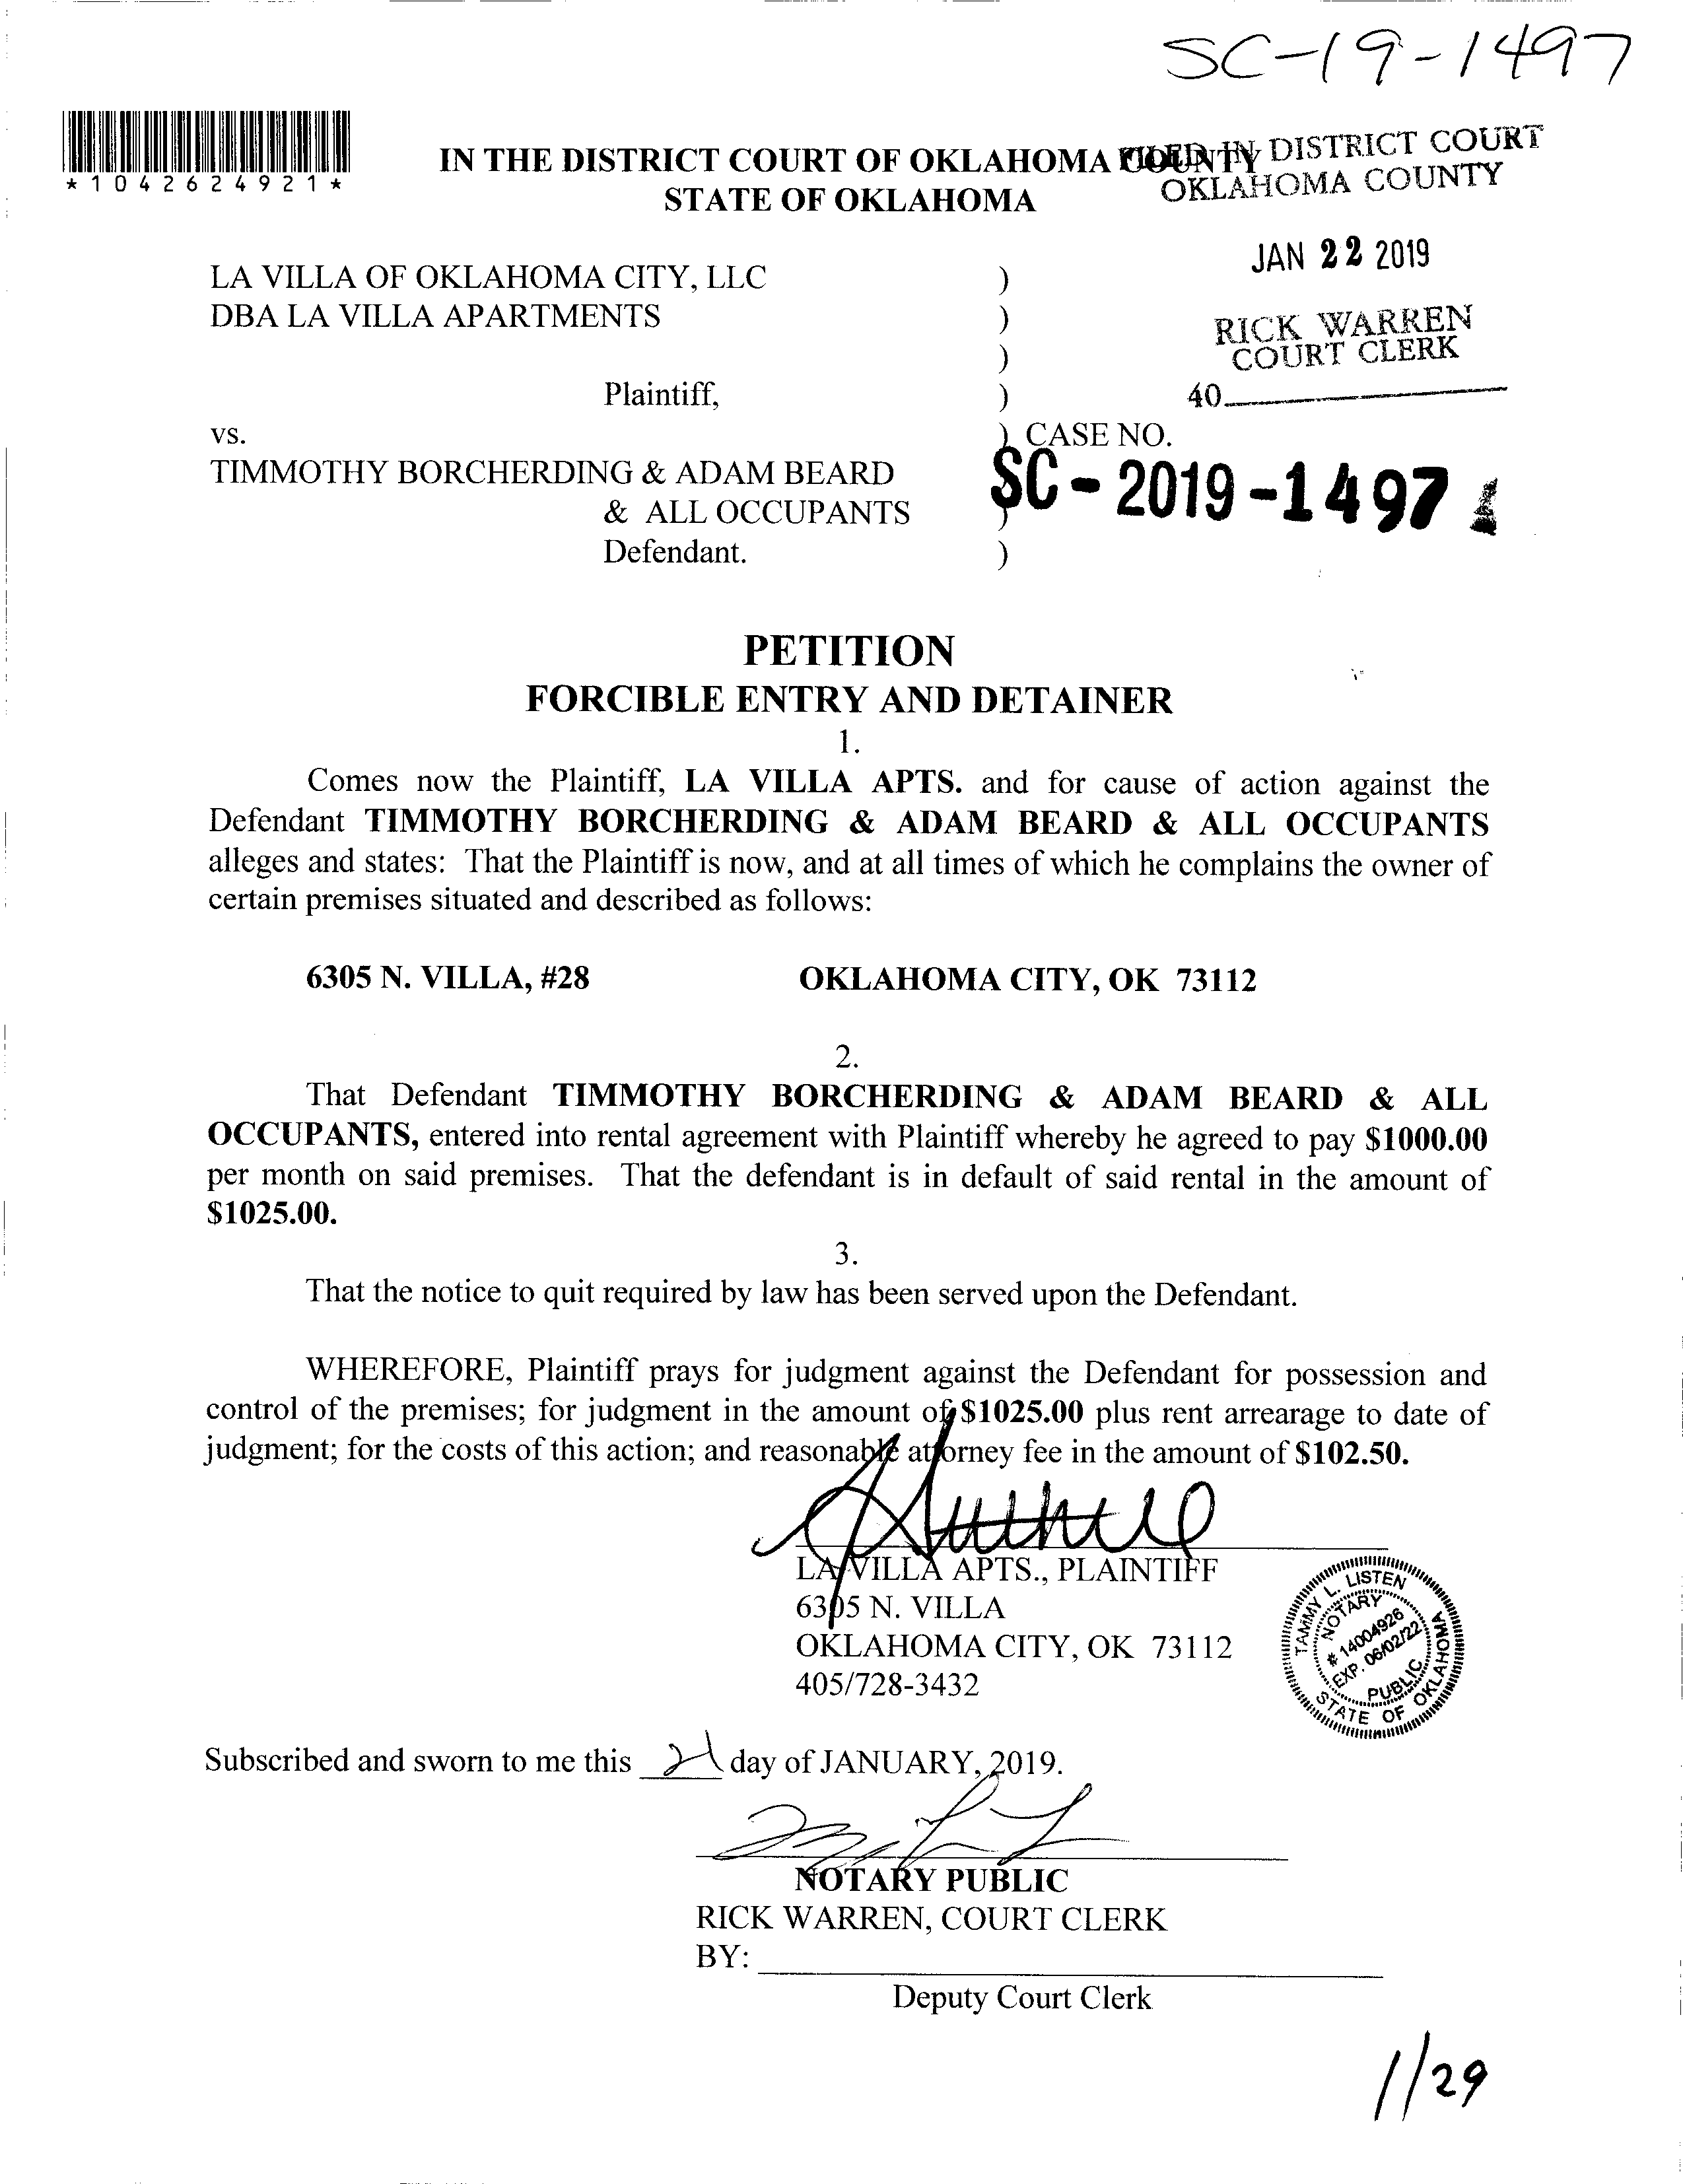 SC-19-1497
*1042624921*
IN THE DISTRICT COURT OF OKLAHOMA COUNTY
STATE OF OKLAHOMA
FILED IN DISTRICT COURT
OKLAHOMA COUNTY
JAN 22 2019
RICK WARREN
COURT CLERK
40
LA VILLA OF OKLAHOMA CITY, LLC )
DBA LA VILLA APARTMENTS )
)
Plaintiff, )
vs. ) CASE NO.
TIMMOTHY BORCHERDING & ADAM BEARD
SC-2019-1497
& ALL OCCUPANTS )
Defendant. )
PETITION
FORCIBLE ENTRY AND DETAINER
1.
Comes now the Plaintiff, LA VILLA APTS. and for cause of action against the
Defendant TIMMOTHY BORCHERDING & ADAM BEARD & ALL OCCUPANTS
alleges and states: That the Plaintiff is now, and at all times of which he complains the owner of
certain premises situated and described as follows:
6305 N. VILLA, #28 OKLAHOMA CITY, OK 73112
2.
That Defendant TIMMOTHY BORCHERDING & ADAM BEARD & ALL
OCCUPANTS, entered into rental agreement with Plaintiff whereby he agreed to pay $1000.00
per month on said premises. That the defendant is in default of said rental in the amount of
$1025.00.
3.
That the notice to quit required by law has been served upon the Defendant.
WHEREFORE, Plaintiff prays for judgment against the Defendant for possession and
control of the premises; for judgment in the amount of $1025.00 plus rent arrearage to date of
judgment; for the costs of this action; and reasonable attorney fee in the amount of $102.50.
LA VILLA APTS., PLAINTIFF
6305 N. VILLA
OKLAHOMA CITY, OK 73112
405/728-3432
TAMMY L. LISTEN
NOTARY
# 14004926
EXP. 06/02/22
PUBLIC
STATE OF OKLAHOMA
Subscribed and sworn to me this 21 day of JANUARY, 2019.
NOTARY PUBLIC
RICK WARREN, COURT CLERK
BY:
Deputy Court Clerk
1/29